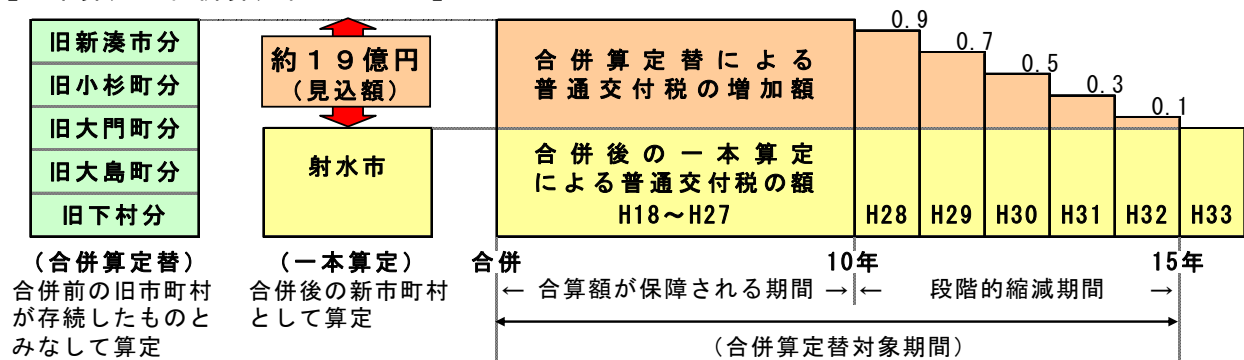 旧新湊市分
旧小杉町分
旧大門町分
旧大島町分
旧下村分
（合併算定替）
合併前の旧市町村
が存続したものと
みなして算定
約１９億円
（見込額）
射水市
（一本算定）
合併後の新市町村
として算定
合併算定替による
普通交付税の増加額
合併後の一本算定
による普通交付税の額
H18～H27
0.9
0.7
0.5
0.3
0.1
H28
H29
H30
H31
H32
H33
合併
10年
15年
← 合算額が保障される期間 →
← 段階的縮減期間 →
（合併算定替対象期間）